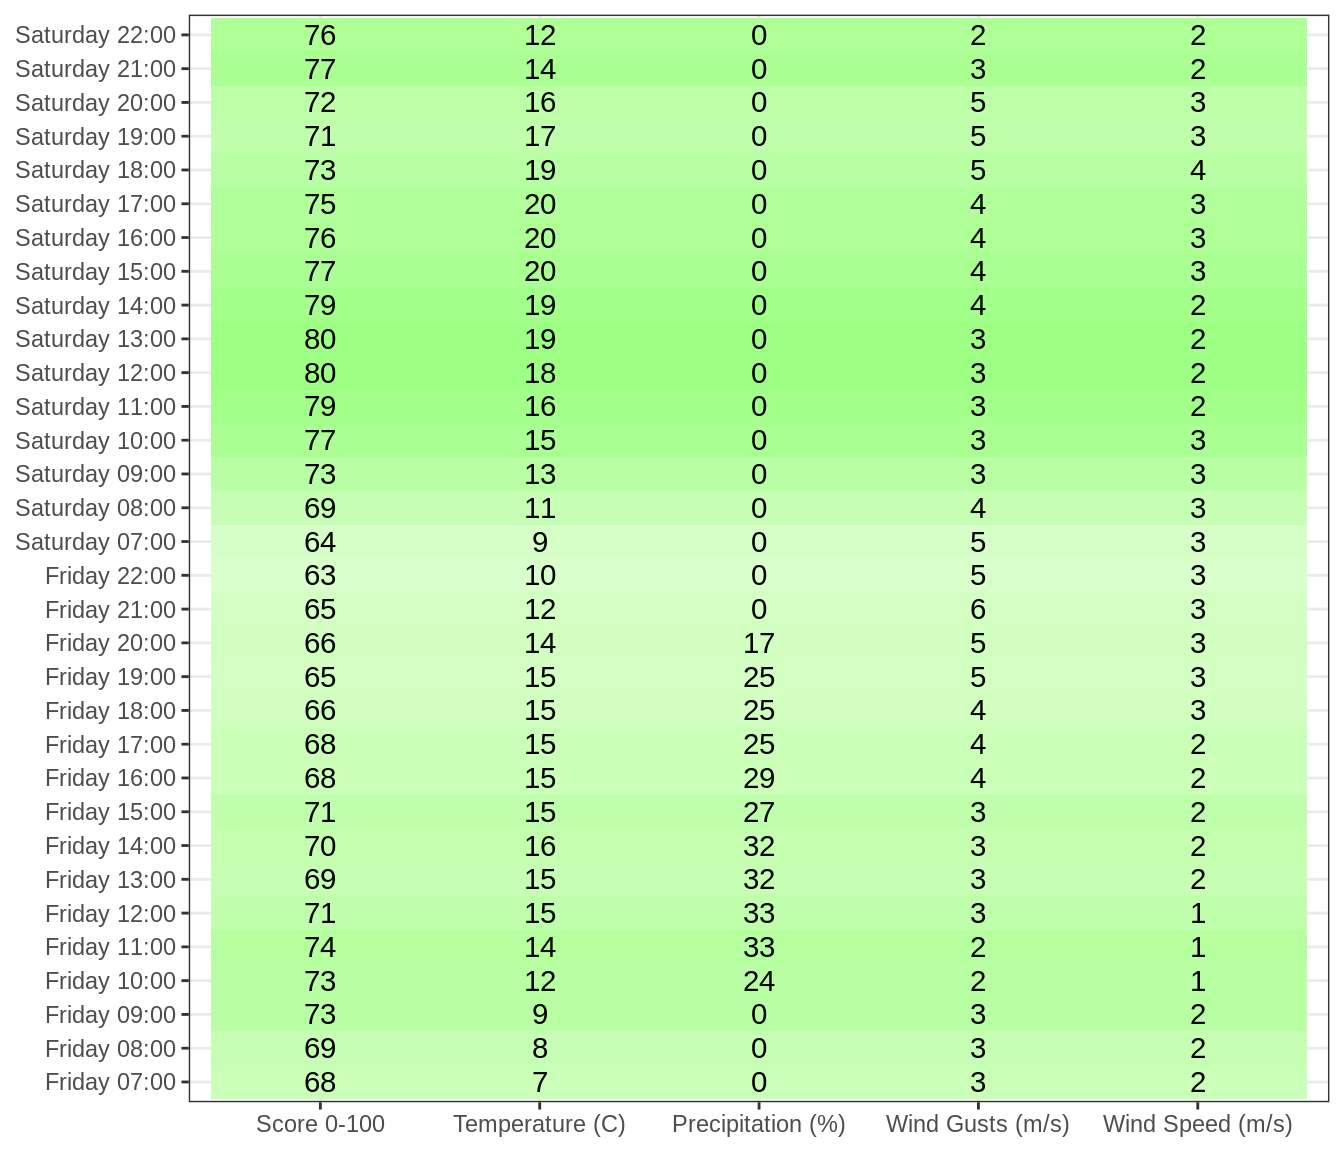 Saturday 22:00 76 12 0 2 2
Saturday 21:00 77 14 0 3 2
Saturday 20:00 72 16 0 5 3
Saturday 19:00 71 17 0 5 3
Saturday 18:00 73 19 0 5 4
Saturday 17:00 75 20 0 4 3
Saturday 16:00 76 20 0 4 3
Saturday 15:00 77 20 0 4 3
Saturday 14:00 79 19 0 4 2
Saturday 13:00 80 19 0 3 2
Saturday 12:00 80 18 0 3 2
Saturday 11:00 79 16 0 3 2
Saturday 10:00 77 15 0 3 3
Saturday 09:00 73 13 0 3 3
Saturday 08:00 69 11 0 4 3
Saturday 07:00 64 9 0 5 3
Friday 22:00 63 10 0 5 3
Friday 21:00 65 12 0 6 3
Friday 20:00 66 14 17 5 3
Friday 19:00 65 15 25 5 3
Friday 18:00 66 15 25 4 3
Friday 17:00 68 15 25 4 2
Friday 16:00 68 15 29 4 2
Friday 15:00 71 15 27 3 2
Friday 14:00 70 16 32 3 2
Friday 13:00 69 15 32 3 2
Friday 12:00 71 15 33 3 1
Friday 11:00 74 14 33 2 1
Friday 10:00 73 12 24 2 1
Friday 09:00 73 9 0 3 2
Friday 08:00 69 8 0 3 2
Friday 07:00 68 7 0 3 2
Score 0-100 Temperature (C) Precipitation (%) Wind Gusts (m/s) Wind Speed (m/s)